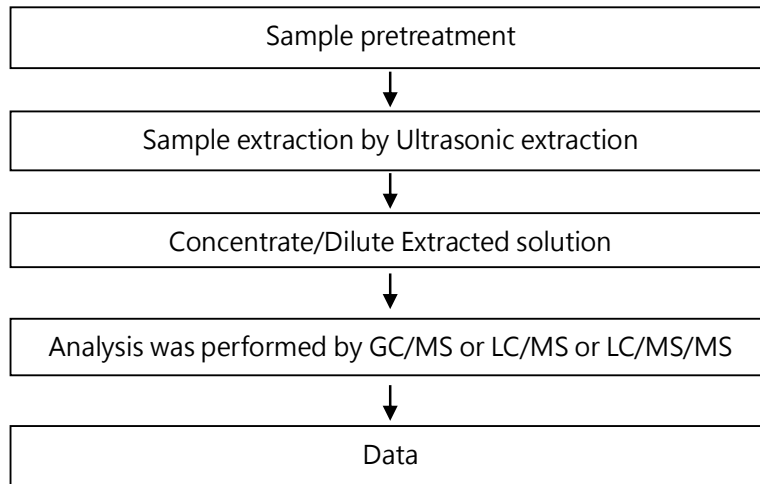 Sample pretreatment
Sample extraction by Ultrasonic extraction
Concentrate/Dilute Extracted solution
Analysis was performed by GC/MS or LC/MS or LC/MS/MS
Data